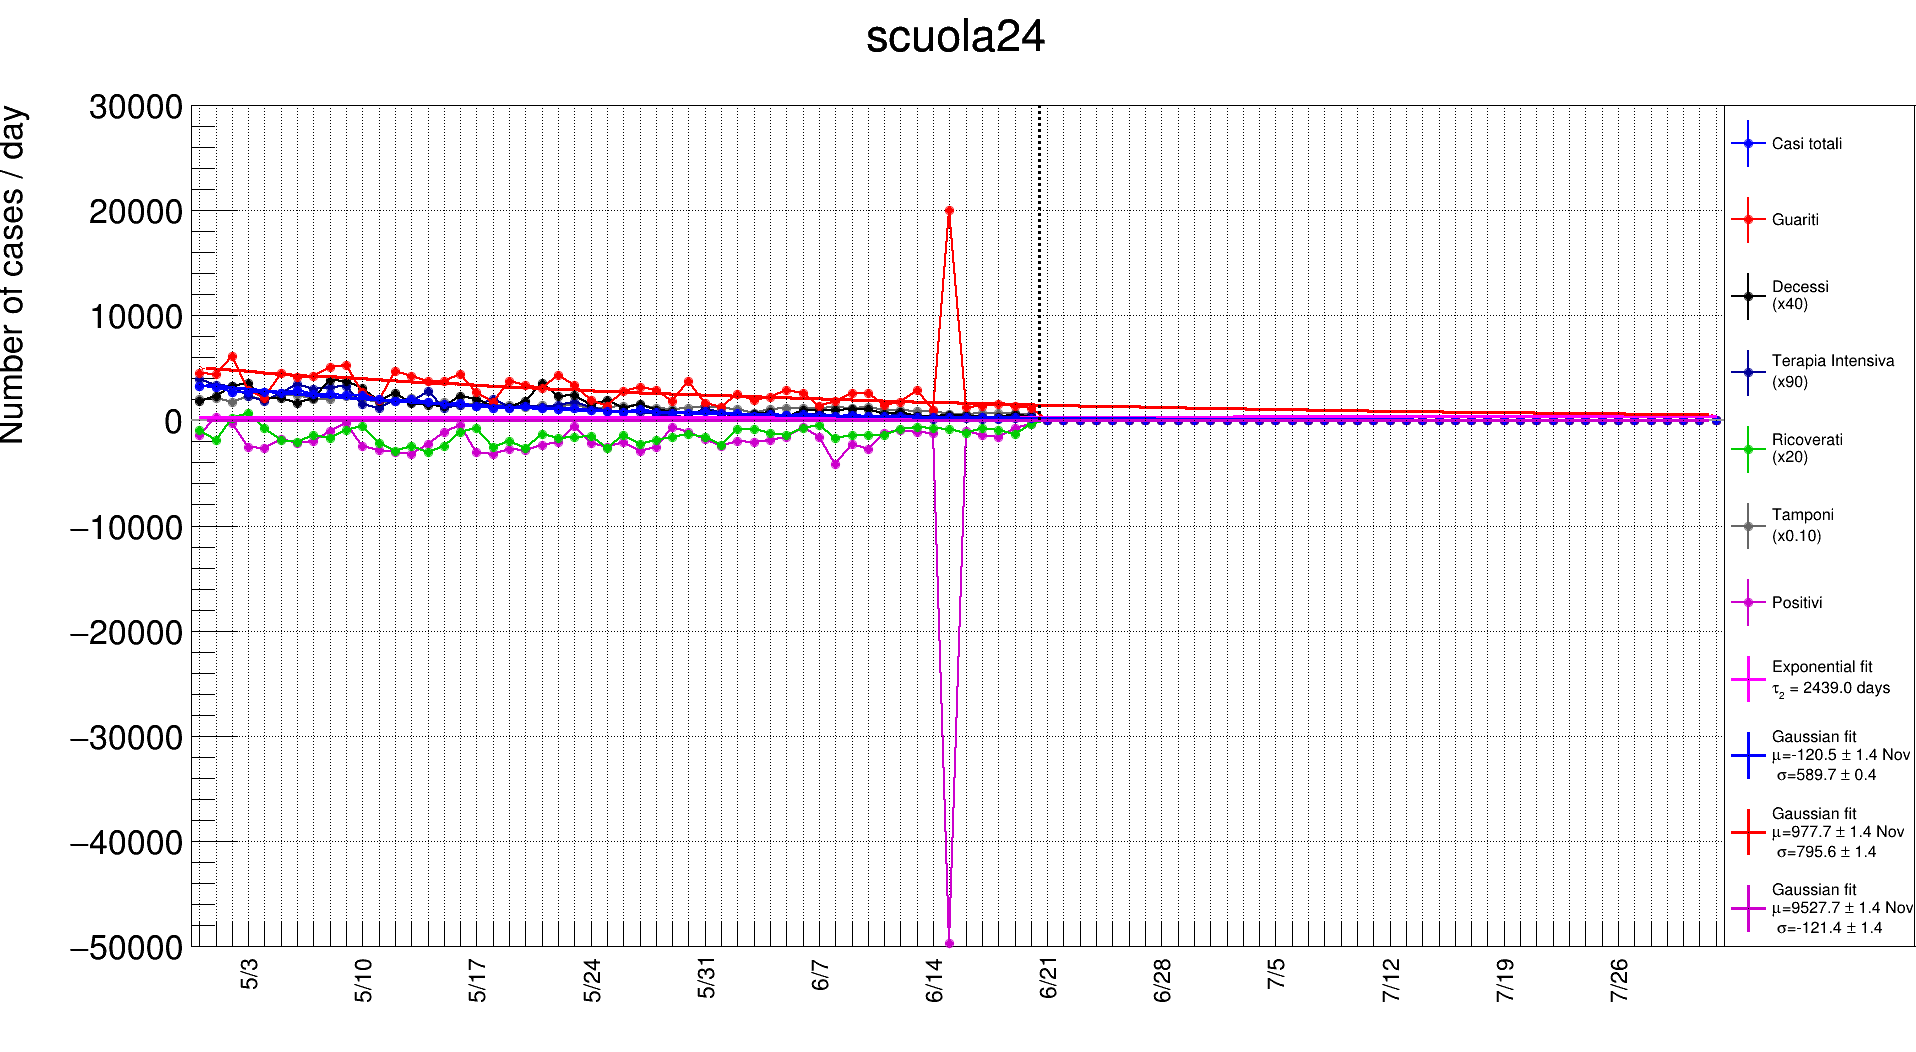 scuola24
Number of cases / day
30000
20000
10000
0
−10000
−20000
−30000
−40000
−50000
5/3
5/10
5/17
5/24
5/31
6/7
6/14
6/21
6/28
7/5
7/12
7/19
7/26
Casi totali
Guariti
Decessi
(x40)
Terapia Intensiva
(x90)
Ricoverati
(x20)
Tamponi
(x0.10)
Positivi
Exponential fit
τ2 = 2439.0 days
Gaussian fit
μ=-120.5 ± 1.4 Nov
σ=589.7 ± 0.4
Gaussian fit
μ=977.7 ± 1.4 Nov
σ=795.6 ± 1.4
Gaussian fit
μ=9527.7 ± 1.4 Nov
σ=-121.4 ± 1.4